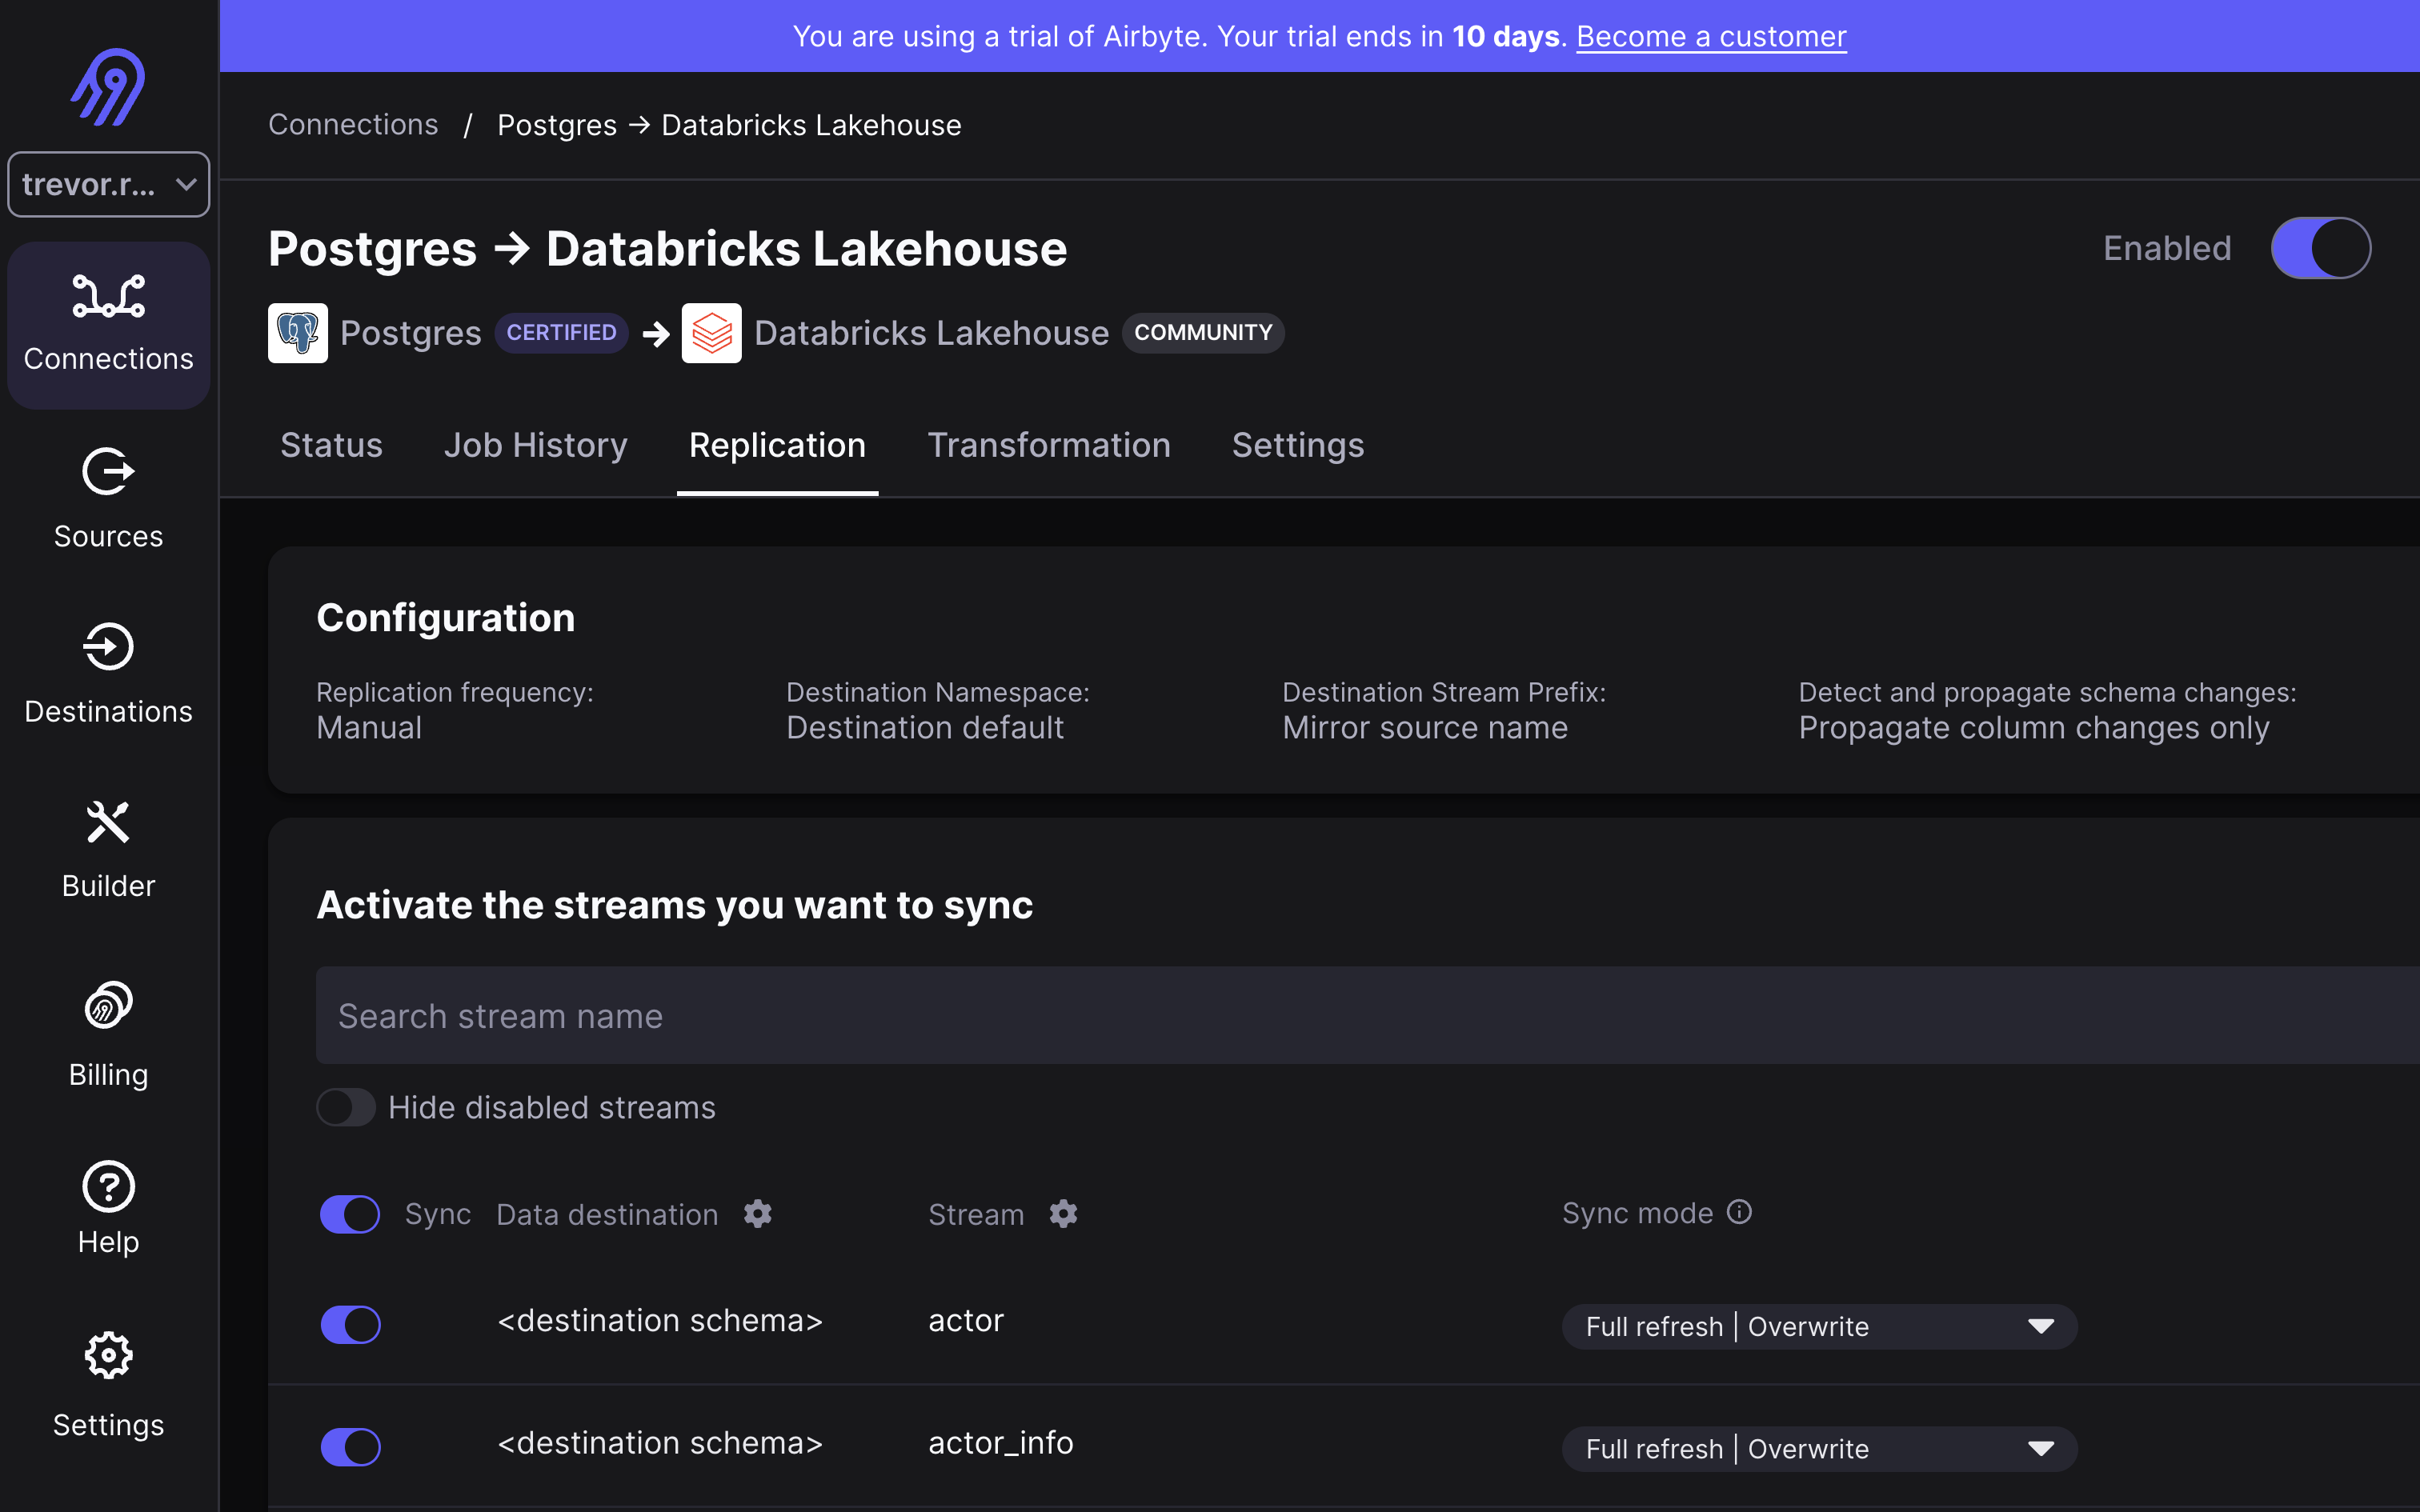 You are using a trial of Airbyte. Your trial ends in 10 days. Become a customer
trevor.r...
Connections
Sources
Destinations
Builder
Billing
Help
Settings
Connections / Postgres → Databricks Lakehouse
Postgres → Databricks Lakehouse
Enabled
Postgres CERTIFIED → Databricks Lakehouse COMMUNITY
Status Job History Replication Transformation Settings
Configuration
Replication frequency: Destination Namespace: Destination Stream Prefix: Detect and propagate schema changes:
Manual Destination default Mirror source name Propagate column changes only
Activate the streams you want to sync
Search stream name
Hide disabled streams
Sync Data destination Stream Sync mode
<destination schema> actor Full refresh | Overwrite
<destination schema> actor_info Full refresh | Overwrite